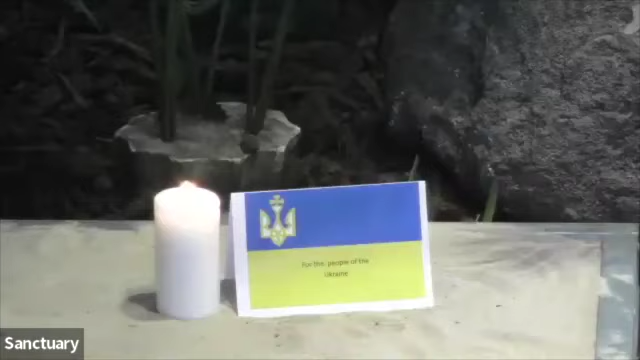 For the people of the
Ukraine
Sanctuary